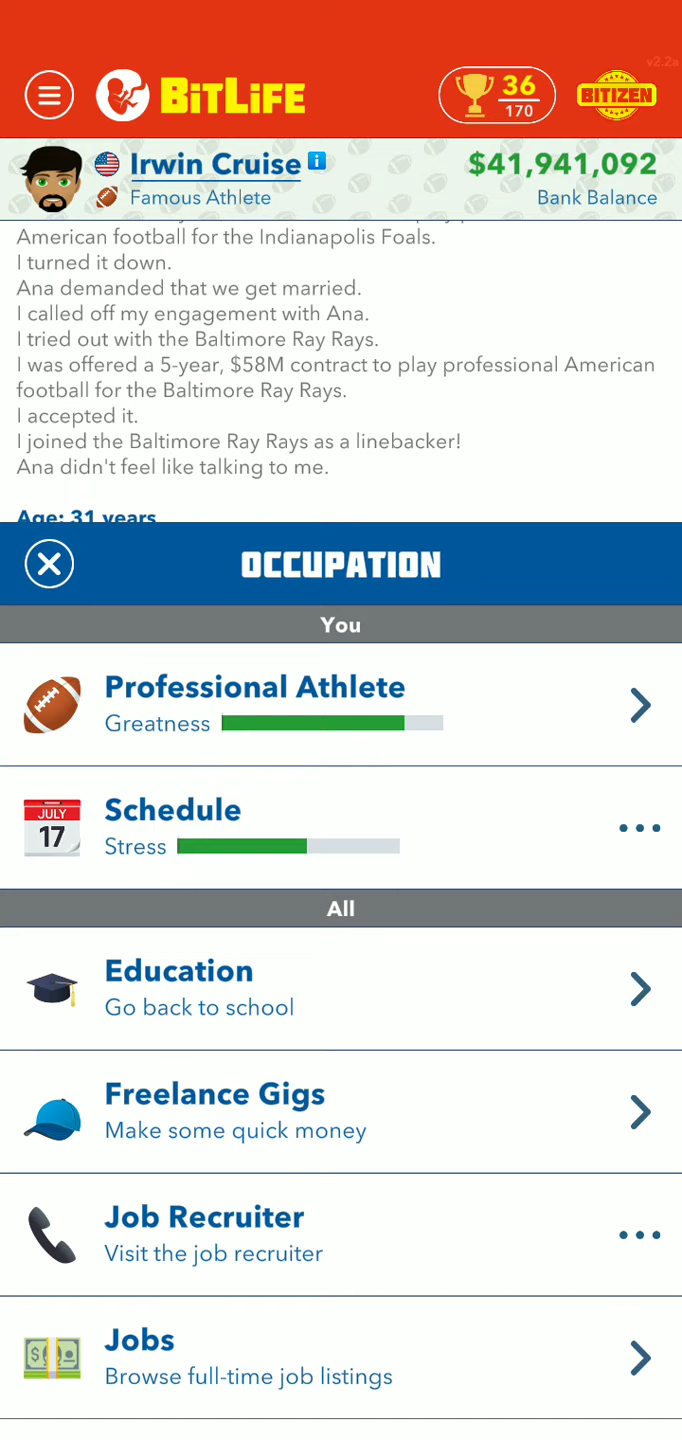 v2.2a
BITLIFE
36
170
BITIZEN
Irwin Cruise i
$41,941,092
Famous Athlete
Bank Balance
American football for the Indianapolis Foals.
I turned it down.
Ana demanded that we get married.
I called off my engagement with Ana.
I tried out with the Baltimore Ray Rays.
I was offered a 5-year, $58M contract to play professional American
football for the Baltimore Ray Rays.
I accepted it.
I joined the Baltimore Ray Rays as a linebacker!
Ana didn't feel like talking to me.
Age: 31 years
OCCUPATION
You
Professional Athlete
Greatness
JULY
17
Schedule
Stress
All
Education
Go back to school
Freelance Gigs
Make some quick money
Job Recruiter
Visit the job recruiter
Jobs
Browse full-time job listings